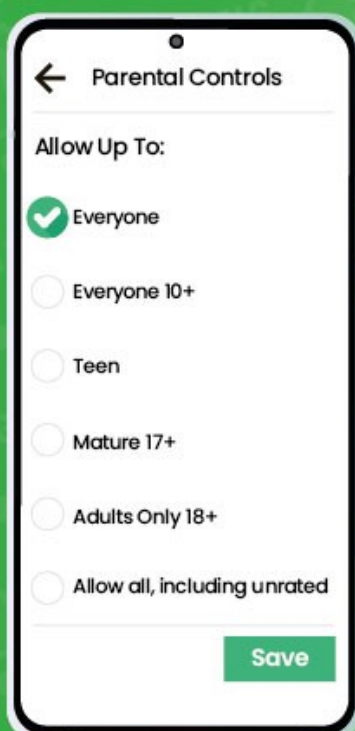 Parental Controls
Allow Up To:
Everyone
Everyone 10+
Teen
Mature 17+
Adults Only 18+
Allow all, including unrated
Save